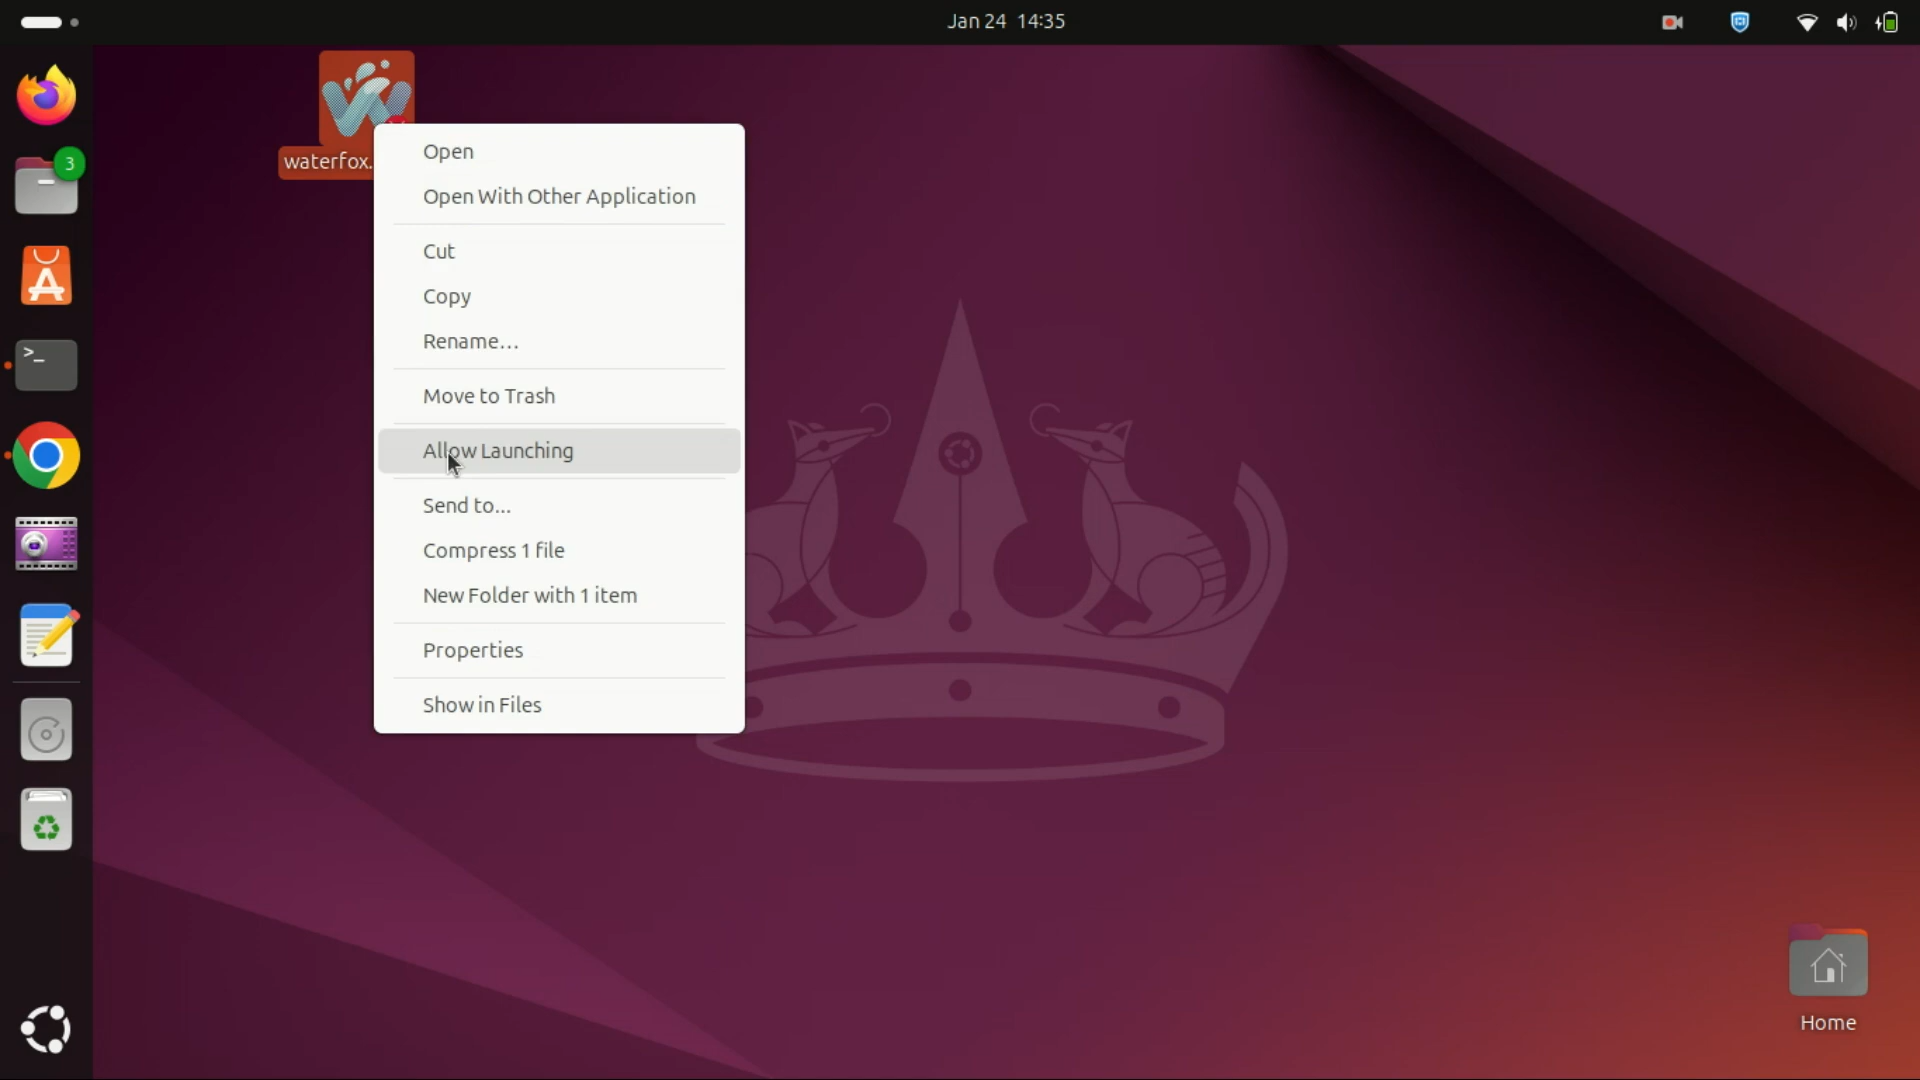 Jan 24 14:35
3
waterfox.
Open
Open With Other Application
Cut
Copy
Rename...
Move to Trash
Allow Launching
Send to...
Compress 1 file
New Folder with 1 item
Properties
Show in Files
>_
Home